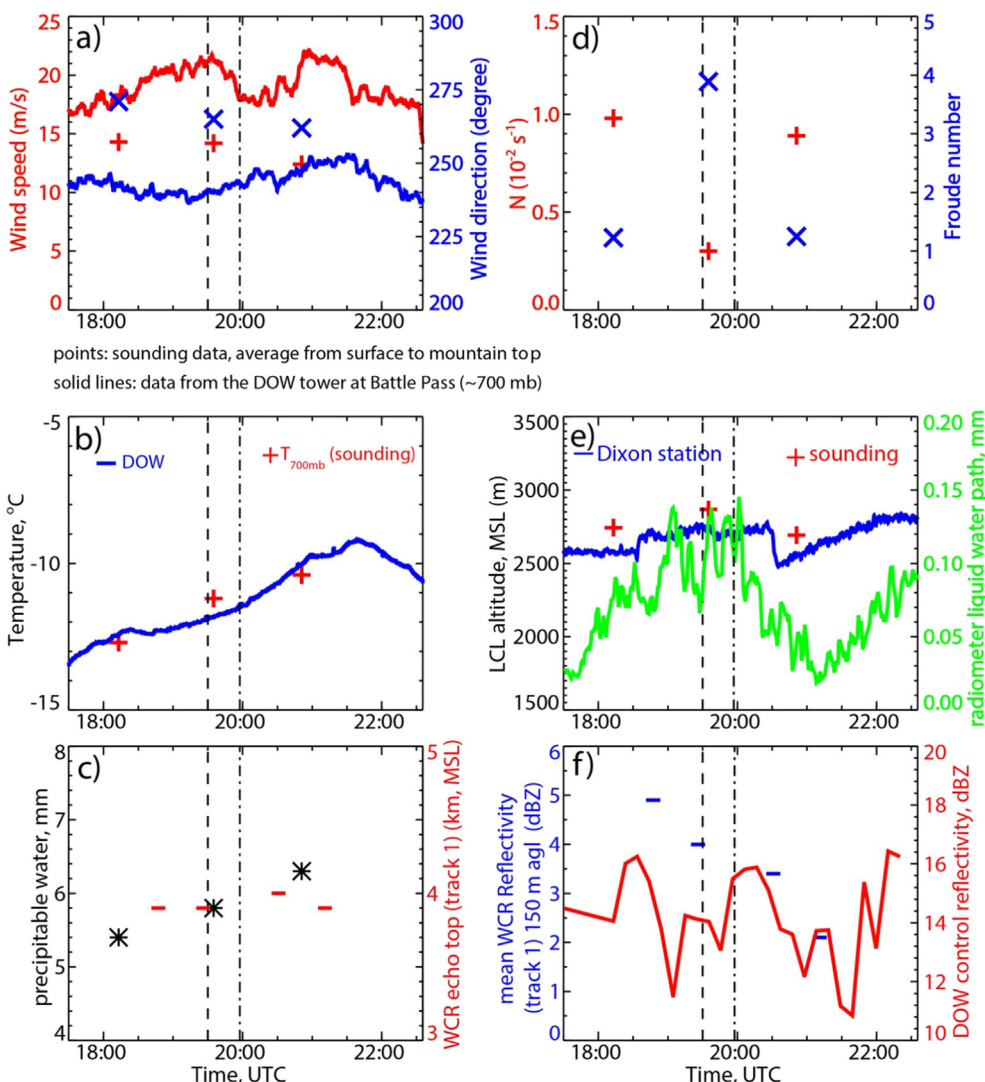 a)
25
20
15
10
5
0
Wind speed (m/s)
300
275
250
225
200
Wind direction (degree)
18:00 20:00 22:00
d)
1.5
1.0
0.5
0.0
N (10⁻² s⁻¹)
5
4
3
2
1
0
Froude number
18:00 20:00 22:00
points: sounding data, average from surface to mountain top
solid lines: data from the DOW tower at Battle Pass (~700 mb)
b)
-5
-10
-15
Temperature, °C
DOW
T700mb (sounding)
18:00 20:00 22:00
e)
3500
3000
2500
2000
1500
LCL altitude, MSL (m)
Dixon station
sounding
0.20
0.15
0.10
0.05
0.00
radiometer liquid water path, mm
18:00 20:00 22:00
c)
8
7
6
5
4
precipitable water, mm
5
4
3
WCR echo top (track 1) (km, MSL)
18:00 20:00 22:00
Time, UTC
f)
6
5
4
3
2
1
0
mean WCR Reflectivity
(track 1) 150 m agl (dBZ)
20
18
16
14
12
10
DOW control reflectivity, dBZ
18:00 20:00 22:00
Time, UTC